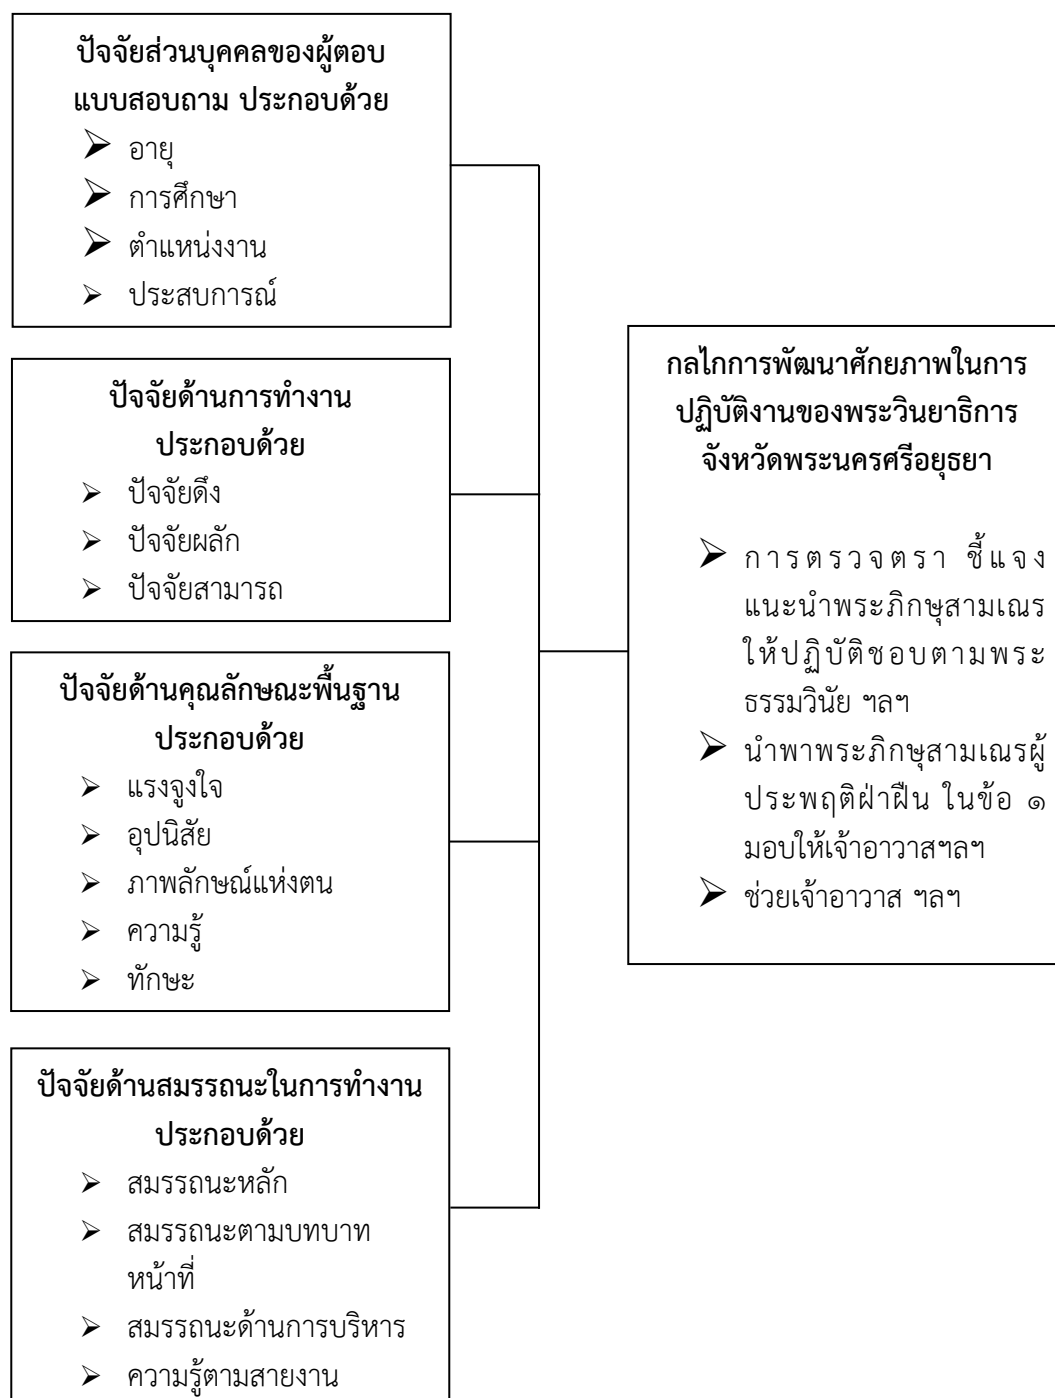 ปัจจัยส่วนบุคคลของผู้ตอบ
แบบสอบถาม ประกอบด้วย
➤ อายุ
➤ การศึกษา
➤ ตำแหน่งงาน
➤ ประสบการณ์
ปัจจัยด้านการทำงาน
ประกอบด้วย
➤ ปัจจัยดึง
➤ ปัจจัยผลัก
➤ ปัจจัยสามารถ
ปัจจัยด้านคุณลักษณะพื้นฐาน
ประกอบด้วย
➤ แรงจูงใจ
➤ อุปนิสัย
➤ ภาพลักษณ์แห่งตน
➤ ความรู้
➤ ทักษะ
ปัจจัยด้านสมรรถนะในการทำงาน
ประกอบด้วย
➤ สมรรถนะหลัก
➤ สมรรถนะตามบทบาท
หน้าที่
➤ สมรรถนะด้านการบริหาร
➤ ความรู้ตามสายงาน
กลไกการพัฒนาศักยภาพในการ
ปฏิบัติงานของพระวินยาธิการ
จังหวัดพระนครศรีอยุธยา
➤ การตรวจตรา ชี้แจง
แนะนำพระภิกษุสามเณร
ให้ปฏิบัติชอบตามพระ
ธรรมวินัย ฯลฯ
➤ นำพาพระภิกษุสามเณรผู้
ประพฤติฝ่าฝืน ในข้อ ๑
มอบให้เจ้าอาวาสฯลฯ
➤ ช่วยเจ้าอาวาส ฯลฯ